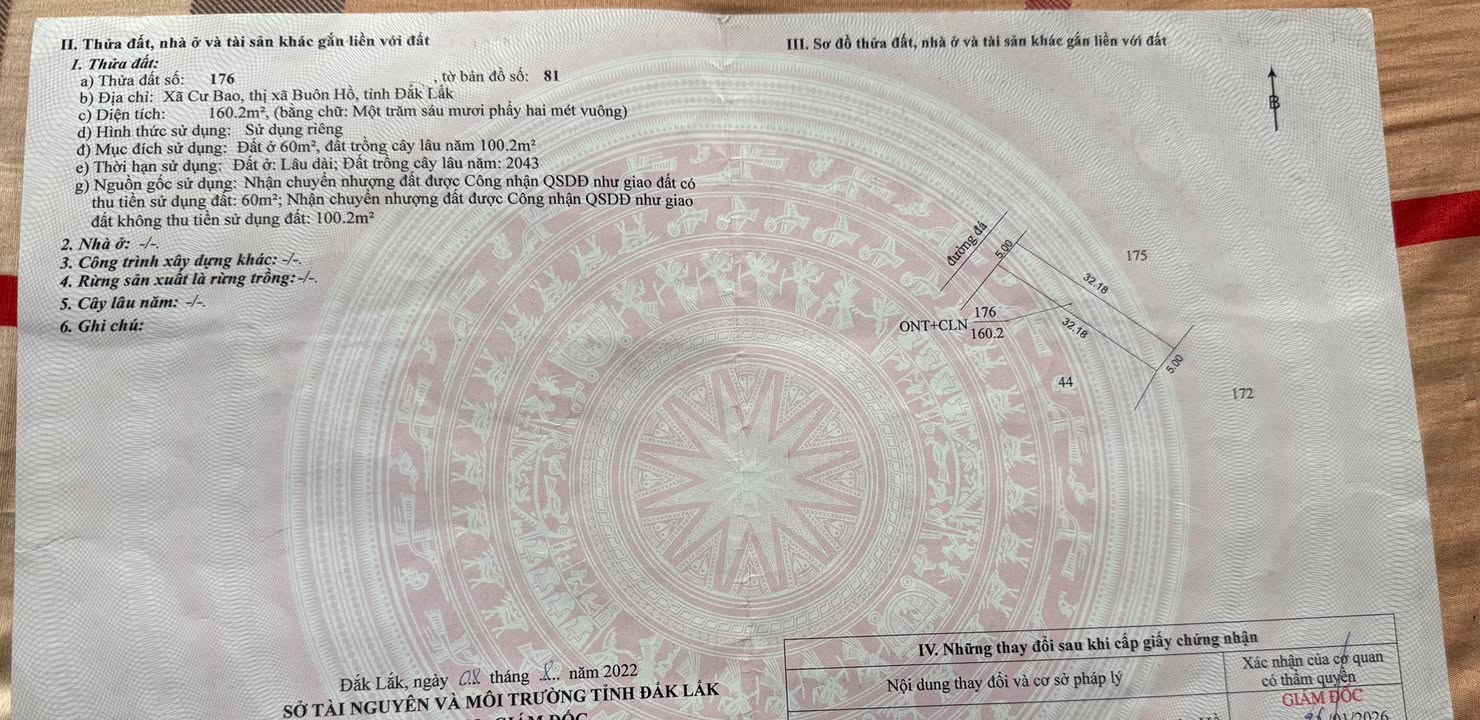 II. Thửa đất, nhà ở và tài sản khác gắn liền với đất
1. Thửa đất:
a) Thửa đất số: 176 , tờ bản đồ số: 81
b) Địa chỉ: Xã Cư Bao, thị xã Buôn Hồ, tỉnh Đắk Lắk
c) Diện tích: 160.2m², (bằng chữ: Một trăm sáu mươi phẩy hai mét vuông)
d) Hình thức sử dụng: Sử dụng riêng
đ) Mục đích sử dụng: Đất ở 60m², đất trồng cây lâu năm 100.2m²
e) Thời hạn sử dụng: Đất ở: Lâu dài; Đất trồng cây lâu năm: 2043
g) Nguồn gốc sử dụng: Nhận chuyển nhượng đất được Công nhận QSDĐ như giao đất có
thu tiền sử dụng đất: 60m²; Nhận chuyển nhượng đất được Công nhận QSDĐ như giao
đất không thu tiền sử dụng đất: 100.2m²
2. Nhà ở: -/-.
3. Công trình xây dựng khác: -/-.
4. Rừng sản xuất là rừng trồng: -/-.
5. Cây lâu năm: -/-.
6. Ghi chú:
Đắk Lắk, ngày 08 tháng 8 năm 2022
SỞ TÀI NGUYÊN VÀ MÔI TRƯỜNG TỈNH ĐẮK LẮK
III. Sơ đồ thửa đất, nhà ở và tài sản khác gắn liền với đất
B
đường đá
5.00
175
32.18
176
ONT+CLN
160.2
32.18
5.00
44
172
IV. Những thay đổi sau khi cấp giấy chứng nhận
Nội dung thay đổi và cơ sở pháp lý
Xác nhận của cơ quan
có thẩm quyền
GIÁM ĐỐC